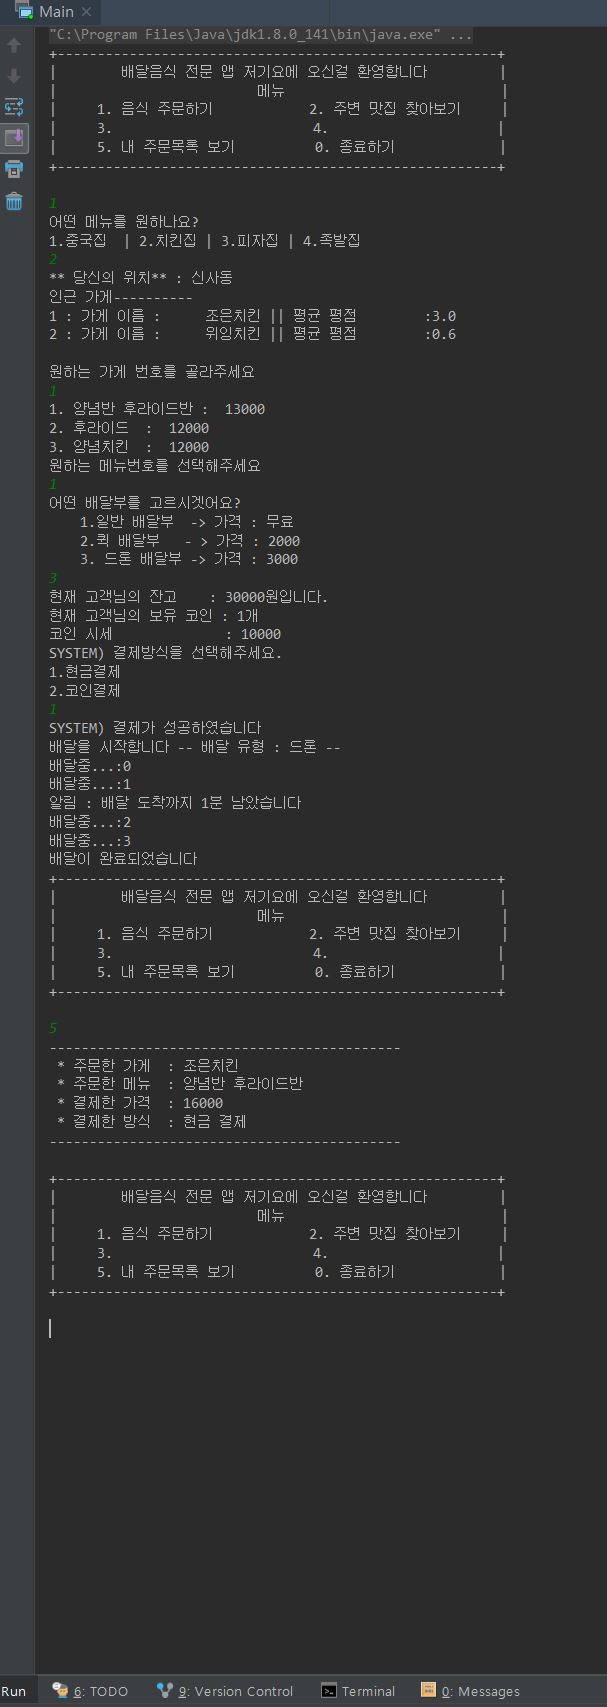 Main
"C:\Program Files\Java\jdk1.8.0_141\bin\java.exe" ...
+-------------------------------------------------------+
|        배달음식 전문 앱 저기요에 오신걸 환영합니다         |
|                         메뉴                           |
|     1. 음식 주문하기            2. 주변 맛집 찾아보기     |
|     3.                         4.                     |
|     5. 내 주문목록 보기          0. 종료하기             |
+-------------------------------------------------------+
1
어떤 메뉴를 원하나요?
1.중국집  | 2.치킨집 | 3.피자집 | 4.족발집
2
** 당신의 위치** : 신사동
인근 가게----------
1 : 가게 이름 :      조은치킨 || 평균 평점        :3.0
2 : 가게 이름 :      위잉치킨 || 평균 평점        :0.6
원하는 가게 번호를 골라주세요
1
1. 양념반 후라이드반 :  13000
2. 후라이드  :  12000
3. 양념치킨  :  12000
원하는 메뉴번호를 선택해주세요
1
어떤 배달부를 고르시겟어요?
1.일반 배달부  -> 가격 : 무료
2.퀵 배달부   - > 가격 : 2000
3. 드론 배달부 -> 가격 : 3000
3
현재 고객님의 잔고    : 30000원입니다.
현재 고객님의 보유 코인 : 1개
코인 시세              : 10000
SYSTEM) 결제방식을 선택해주세요.
1.현금결제
2.코인결제
1
SYSTEM) 결제가 성공하였습니다
배달을 시작합니다 -- 배달 유형 : 드론 --
배달중...:0
배달중...:1
알림 : 배달 도착까지 1분 남았습니다
배달중...:2
배달중...:3
배달이 완료되었습니다
+-------------------------------------------------------+
|        배달음식 전문 앱 저기요에 오신걸 환영합니다         |
|                         메뉴                           |
|     1. 음식 주문하기            2. 주변 맛집 찾아보기     |
|     3.                         4.                     |
|     5. 내 주문목록 보기          0. 종료하기             |
+-------------------------------------------------------+
5
--------------------------------------------
* 주문한 가게  : 조은치킨
* 주문한 메뉴  : 양념반 후라이드반
* 결제한 가격  : 16000
* 결제한 방식  : 현금 결제
--------------------------------------------
+-------------------------------------------------------+
|        배달음식 전문 앱 저기요에 오신걸 환영합니다         |
|                         메뉴                           |
|     1. 음식 주문하기            2. 주변 맛집 찾아보기     |
|     3.                         4.                     |
|     5. 내 주문목록 보기          0. 종료하기             |
+-------------------------------------------------------+
Run 6: TODO 9: Version Control Terminal 0: Messages